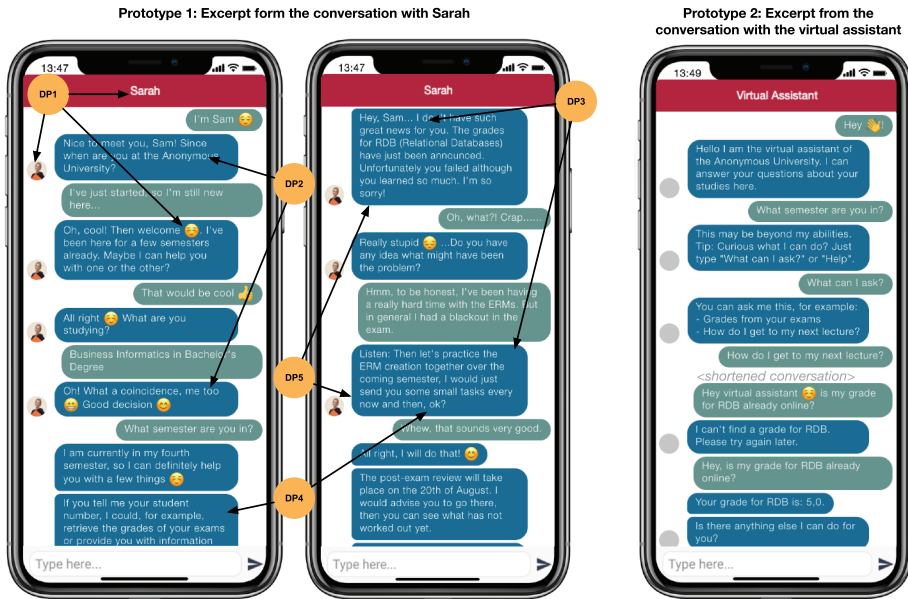 Prototype 1: Excerpt form the conversation with Sarah
13:47
Sarah
DP1
I'm Sam 😊
Nice to meet you, Sam! Since
when are you at the Anonymous
University?
DP2
I've just started, so I'm still new
here...
Oh, cool! Then welcome 😊. I've
been here for a few semesters
already. Maybe I can help you
with one or the other?
That would be cool 👍
All right 😊 What are you
studying?
Business Informatics in Bachelor's
Degree
Oh! What a coincidence, me too
😁 Good decision 😊
What semester are you in?
I am currently in my fourth
semester, so I can definitely help
you with a few things 😊
If you tell me your student
number, I could, for example,
retrieve the grades of your exams
or provide you with information
Type here...
13:47
Sarah
DP3
Hey, Sam... I don't have such
great news for you. The grades
for RDB (Relational Databases)
have just been announced.
Unfortunately you failed although
you learned so much. I'm so
sorry!
Oh, what?! Crap......
Really stupid 😔 ...Do you have
any idea what might have been
the problem?
Hmm, to be honest, I've been having
a really hard time with the ERMs. But
in general I had a blackout in the
exam.
DP5
Listen: Then let's practice the
ERM creation together over the
coming semester, I would just
send you some small tasks every
now and then, ok?
Whew, that sounds very good.
All right, I will do that! 😊
DP4
The post-exam review will take
place on the 20th of August. I
would advise you to go there,
then you can see what has not
worked out yet.
Type here...
Prototype 2: Excerpt from the
conversation with the virtual assistant
13:49
Virtual Assistant
Hey 👋!
Hello I am the virtual assistant of
the Anonymous University. I can
answer your questions about your
studies here.
What semester are you in?
This may be beyond my abilities.
Tip: Curious what I can do? Just
type "What can I ask?" or "Help".
What can I ask?
You can ask me this, for example:
- Grades from your exams
- How do I get to my next lecture?
How do I get to my next lecture?
<shortened conversation>
Hey virtual assistant 😊 is my grade
for RDB already online?
I can't find a grade for RDB.
Please try again later.
Hey, is my grade for RDB already
online?
Your grade for RDB is: 5,0.
Is there anything else I can do for
you?
Type here...